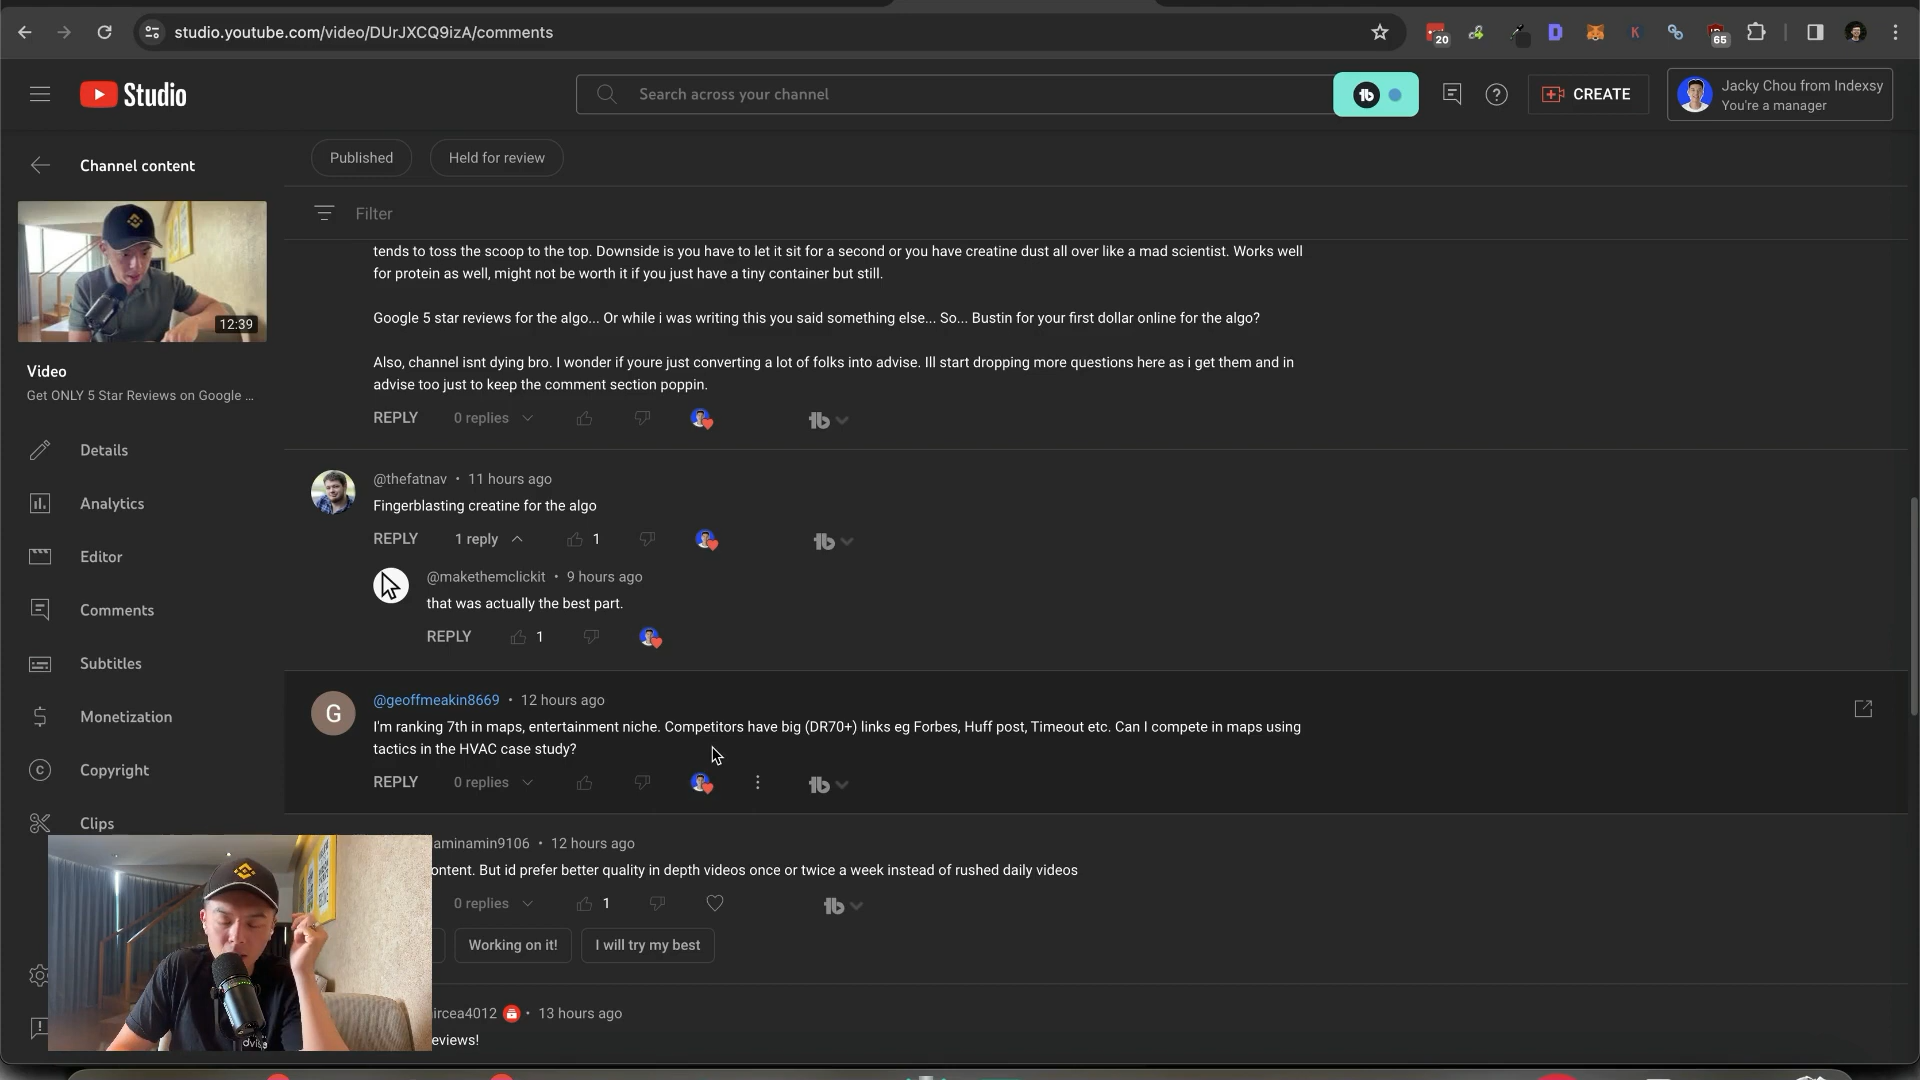 studio.youtube.com/video/DUrJXCQ9izA/comments
20
65
Studio
Search across your channel
CREATE
Jacky Chou from Indexsy
You're a manager
Channel content
Published
Held for review
Filter
12:39
Video
Get ONLY 5 Star Reviews on Google ...
Details
Analytics
Editor
Comments
Subtitles
Monetization
Copyright
Clips
tends to toss the scoop to the top. Downside is you have to let it sit for a second or you have creatine dust all over like a mad scientist. Works well
for protein as well, might not be worth it if you just have a tiny container but still.
Google 5 star reviews for the algo... Or while i was writing this you said something else... So... Bustin for your first dollar online for the algo?
Also, channel isnt dying bro. I wonder if youre just converting a lot of folks into advise. Ill start dropping more questions here as i get them and in
advise too just to keep the comment section poppin.
REPLY 0 replies
@thefatnav • 11 hours ago
Fingerblasting creatine for the algo
REPLY 1 reply 1
@makethemclickit • 9 hours ago
that was actually the best part.
REPLY 1
G
@geoffmeakin8669 • 12 hours ago
I'm ranking 7th in maps, entertainment niche. Competitors have big (DR70+) links eg Forbes, Huff post, Timeout etc. Can I compete in maps using
tactics in the HVAC case study?
REPLY 0 replies
aminamin9106 • 12 hours ago
ontent. But id prefer better quality in depth videos once or twice a week instead of rushed daily videos
0 replies 1
Working on it!
I will try my best
ircea4012 • 13 hours ago
eviews!